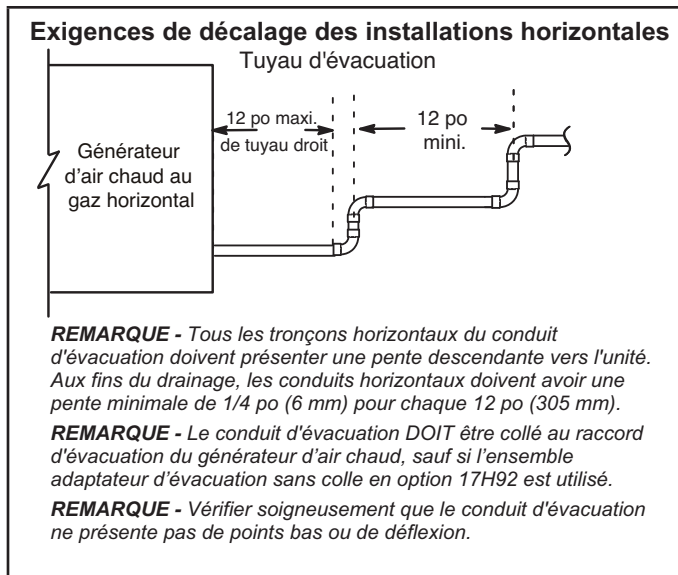 Exigences de décalage des installations horizontales
Tuyau d'évacuation
12 po maxi.
de tuyau droit
12 po
mini.
Générateur
d'air chaud au
gaz horizontal
REMARQUE - Tous les tronçons horizontaux du conduit
d'évacuation doivent présenter une pente descendante vers l'unité.
Aux fins du drainage, les conduits horizontaux doivent avoir une
pente minimale de 1/4 po (6 mm) pour chaque 12 po (305 mm).
REMARQUE - Le conduit d'évacuation DOIT être collé au raccord
d'évacuation du générateur d'air chaud, sauf si l’ensemble
adaptateur d’évacuation sans colle en option 17H92 est utilisé.
REMARQUE - Vérifier soigneusement que le conduit d'évacuation
ne présente pas de points bas ou de déflexion.